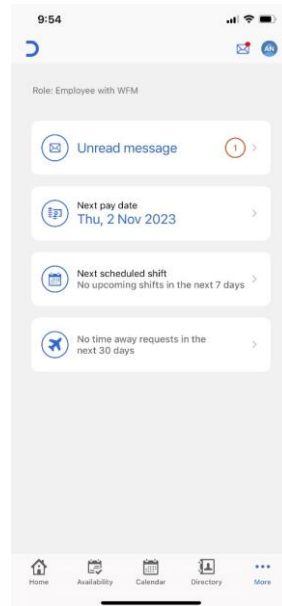 9:54
AN
Role: Employee with WFM
Unread message
1
Next pay date
Thu, 2 Nov 2023
Next scheduled shift
No upcoming shifts in the next 7 days
No time away requests in the
next 30 days
Home Availability Calendar Directory More